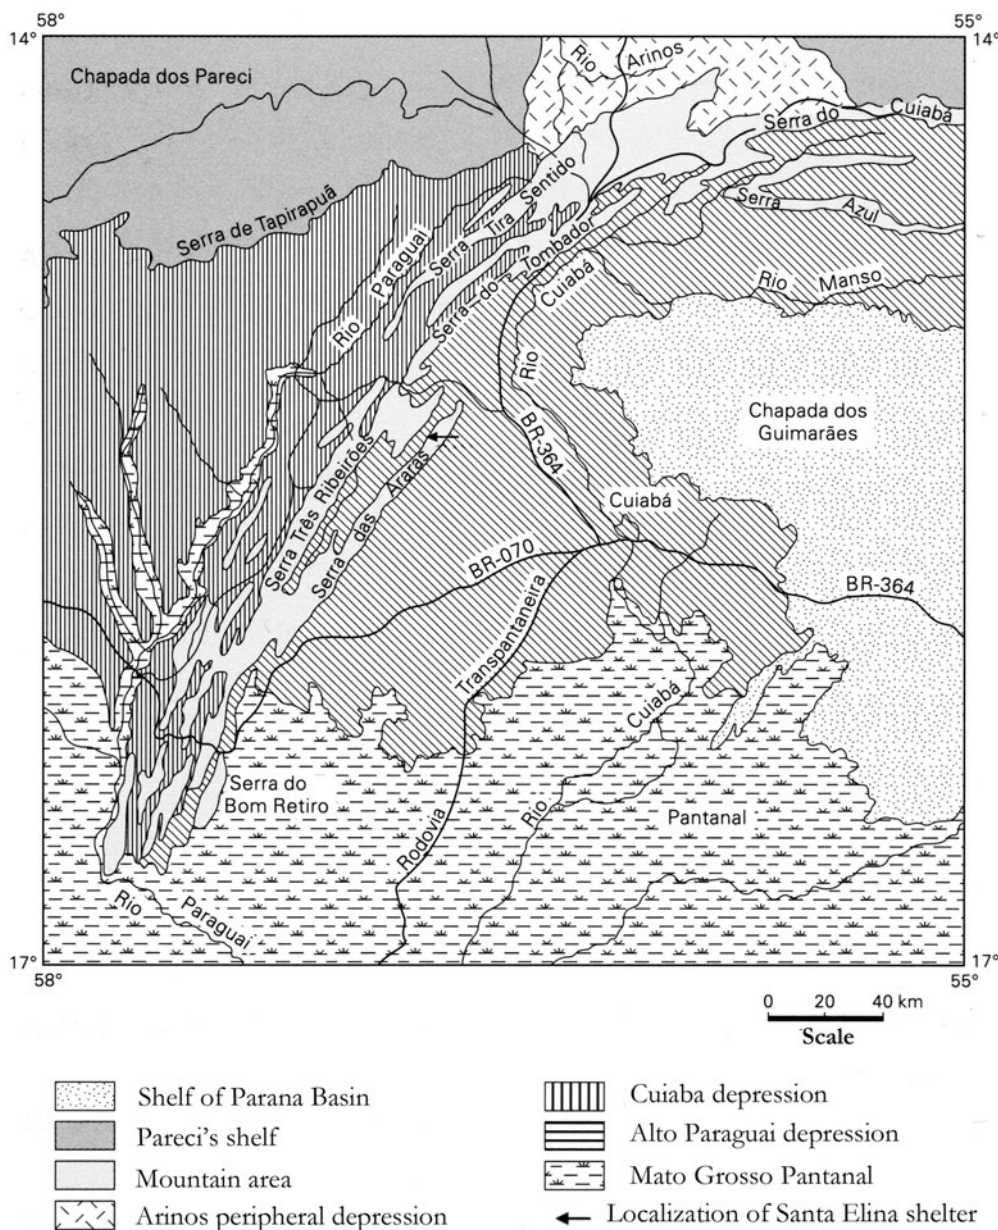 58°
55°
14°
14°
Chapada dos Pareci
Rio Arinos
Serra do Cuiabá
Serra de Tapirapuã
Serra Tira Sentido
Serra Azul
Rio Paraguai
Serra do Tombador
Rio Cuiabá
Rio Manso
Chapada dos
Guimarães
BR-364
Serra Três Ribeirões
Serra das Araras
Cuiabá
BR-070
BR-364
Rodovia Transpantaneira
Rio Cuiabá
Serra do
Bom Retiro
Pantanal
Rio Paraguai
17°
17°
58°
55°
0 20 40 km
Scale
Shelf of Parana Basin
Pareci's shelf
Mountain area
Arinos peripheral depression
Cuiaba depression
Alto Paraguai depression
Mato Grosso Pantanal
Localization of Santa Elina shelter